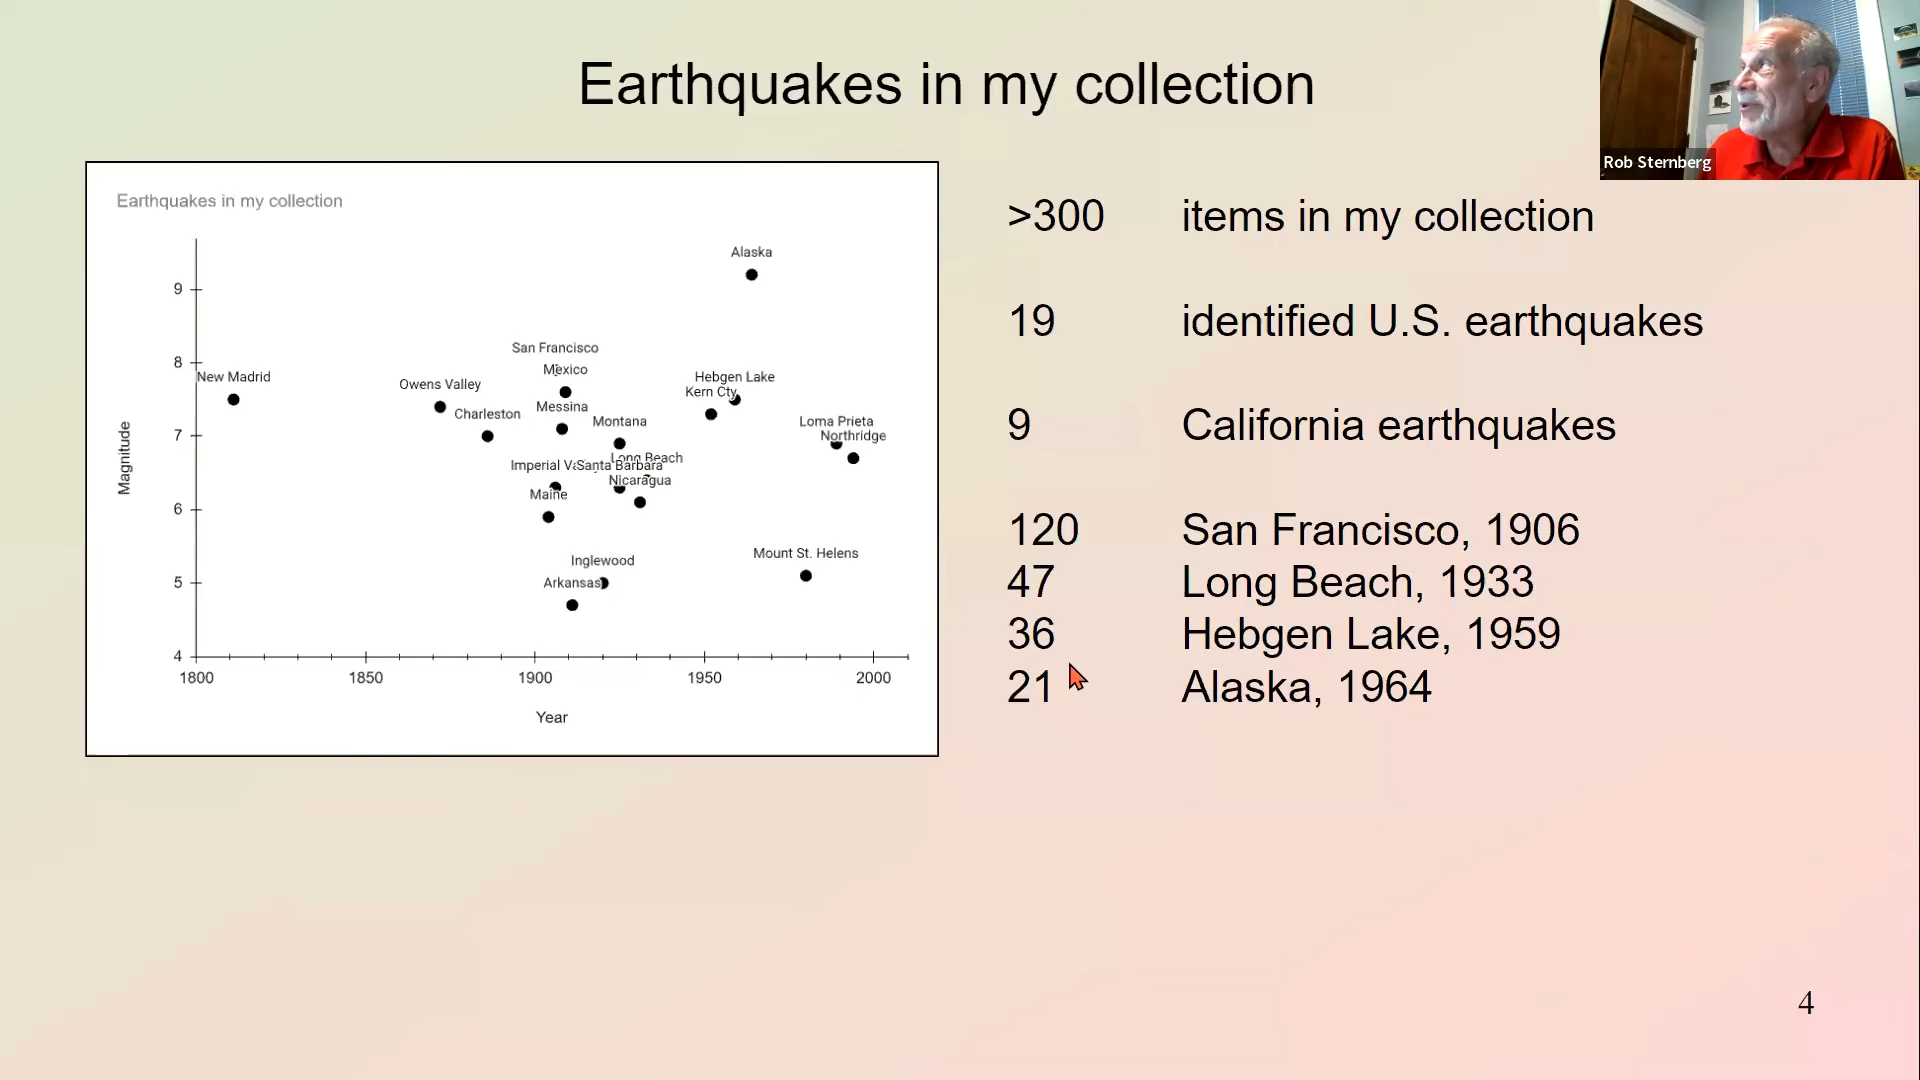 Earthquakes in my collection
Rob Sternberg
Earthquakes in my collection
Alaska
9
San Francisco
8
Mexico
New Madrid
Hebgen Lake
Owens Valley
Kern Cty
Charleston
Messina
Montana
Loma Prieta
7
Northridge
Magnitude
Long Beach
Imperial Va
Santa Barbara
Nicaragua
Maine
6
Mount St. Helens
Inglewood
5
Arkansas
4
1800 1850 1900 1950 2000
Year
>300 items in my collection
19 identified U.S. earthquakes
9 California earthquakes
120 San Francisco, 1906
47 Long Beach, 1933
36 Hebgen Lake, 1959
21 Alaska, 1964
4